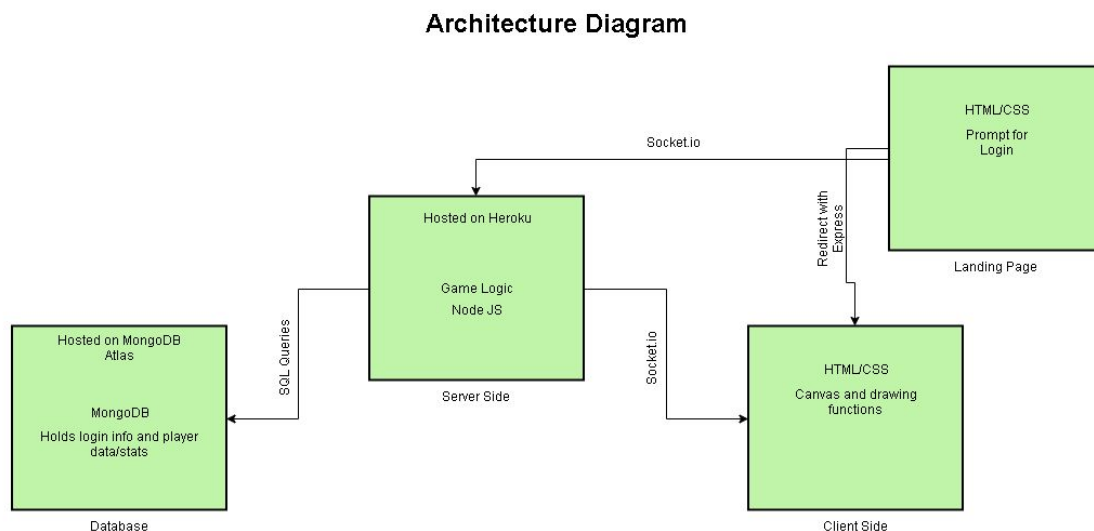 Architecture Diagram
HTML/CSS
Prompt for
Login
Landing Page
Socket.io
Redirect with
Express
Hosted on Heroku
Game Logic
Node JS
Server Side
SQL Queries
Socket.io
Hosted on MongoDB
Atlas
MongoDB
Holds login info and player
data/stats
Database
HTML/CSS
Canvas and drawing
functions
Client Side